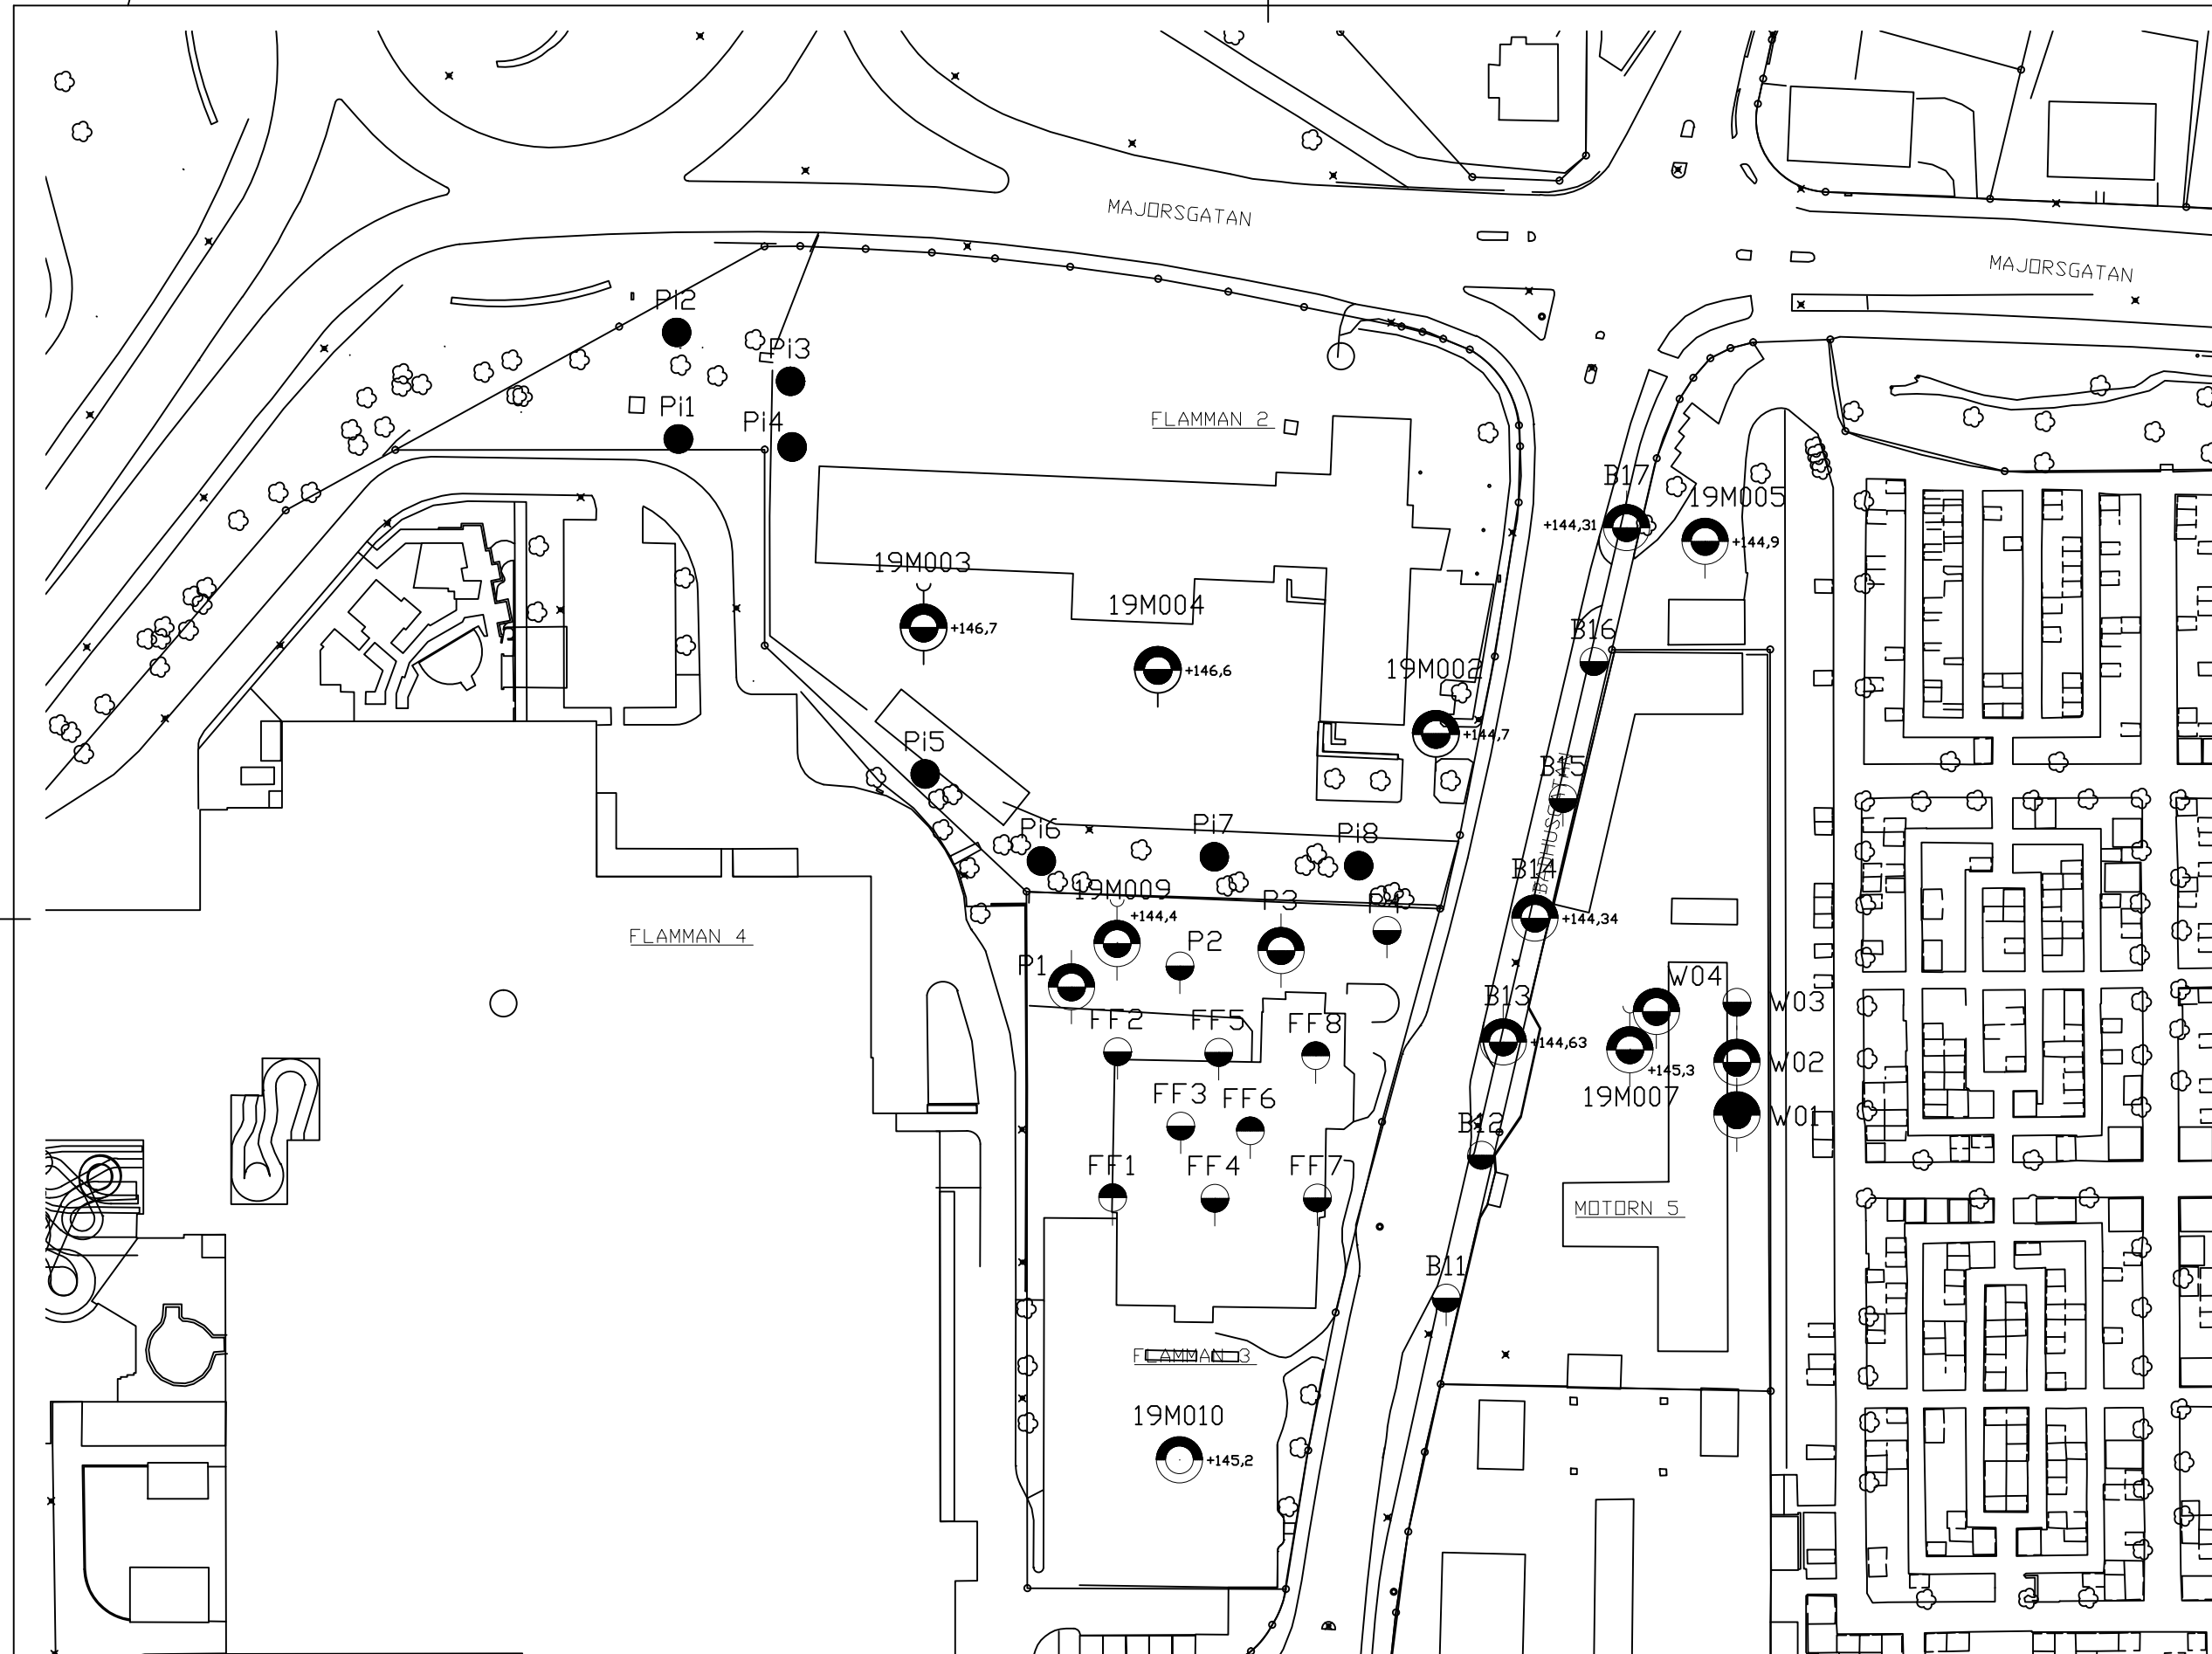 MAJORSGATAN
MAJORSGATAN
Pi2
Pi3
Pi1
Pi4
FLAMMAN 2
B17
19M005
+144,31
+144,9
19M003
+146,7
19M004
+146,6
B16
19M002
+144,7
Pi5
B15
BADHUSGATAN
Pi6
Pi7
Pi8
B14
+144,34
19M009
+144,4
P3
P4
FLAMMAN 4
P2
P1
W04
W03
B13
+144,63
FF2
FF5
FF8
W02
+145,3
19M007
FF3
FF6
W01
B12
FF1
FF4
FF7
MOTORN 5
B11
FLAMMAN 3
19M010
+145,2